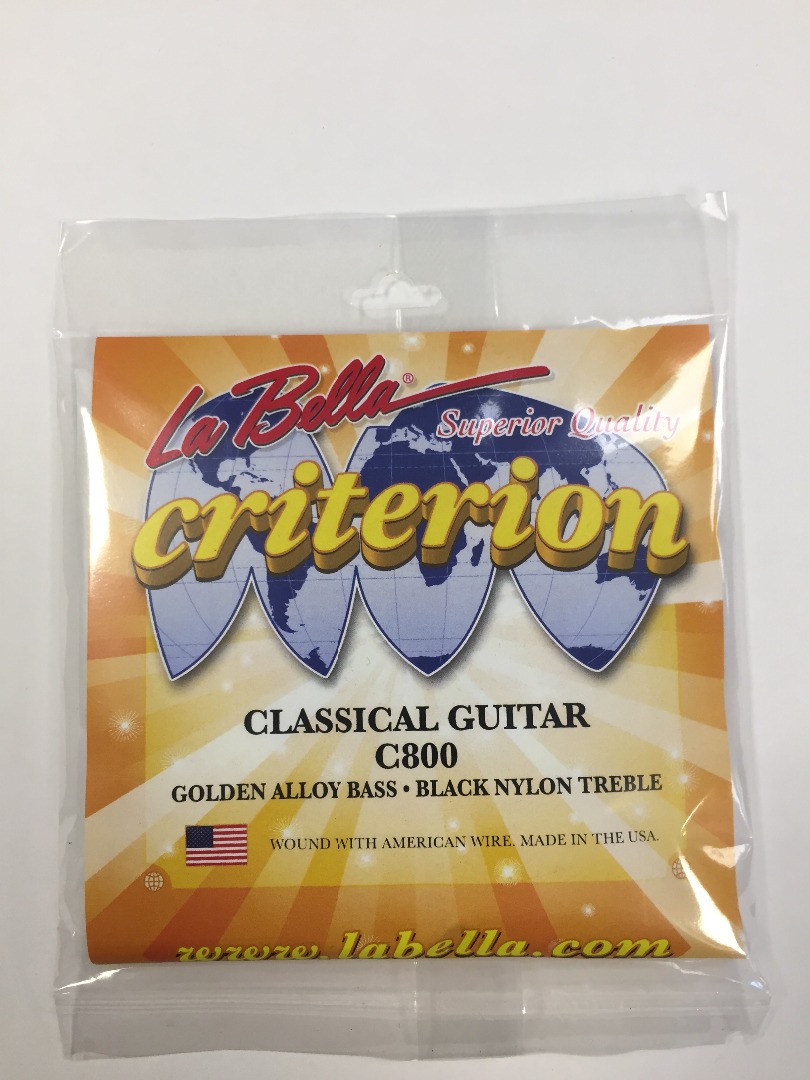 La Bella®
Superior Quality
criterion
CLASSICAL GUITAR
C800
GOLDEN ALLOY BASS • BLACK NYLON TREBLE
WOUND WITH AMERICAN WIRE. MADE IN THE USA.
www.labella.com